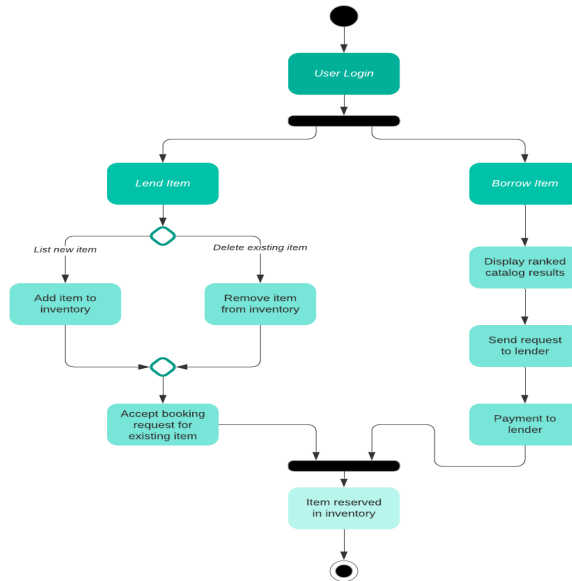 User Login
Lend Item
Borrow Item
List new item
Delete existing item
Display ranked
catalog results
Add item to
inventory
Remove item
from inventory
Send request
to lender
Accept booking
request for
existing item
Payment to
lender
Item reserved
in inventory